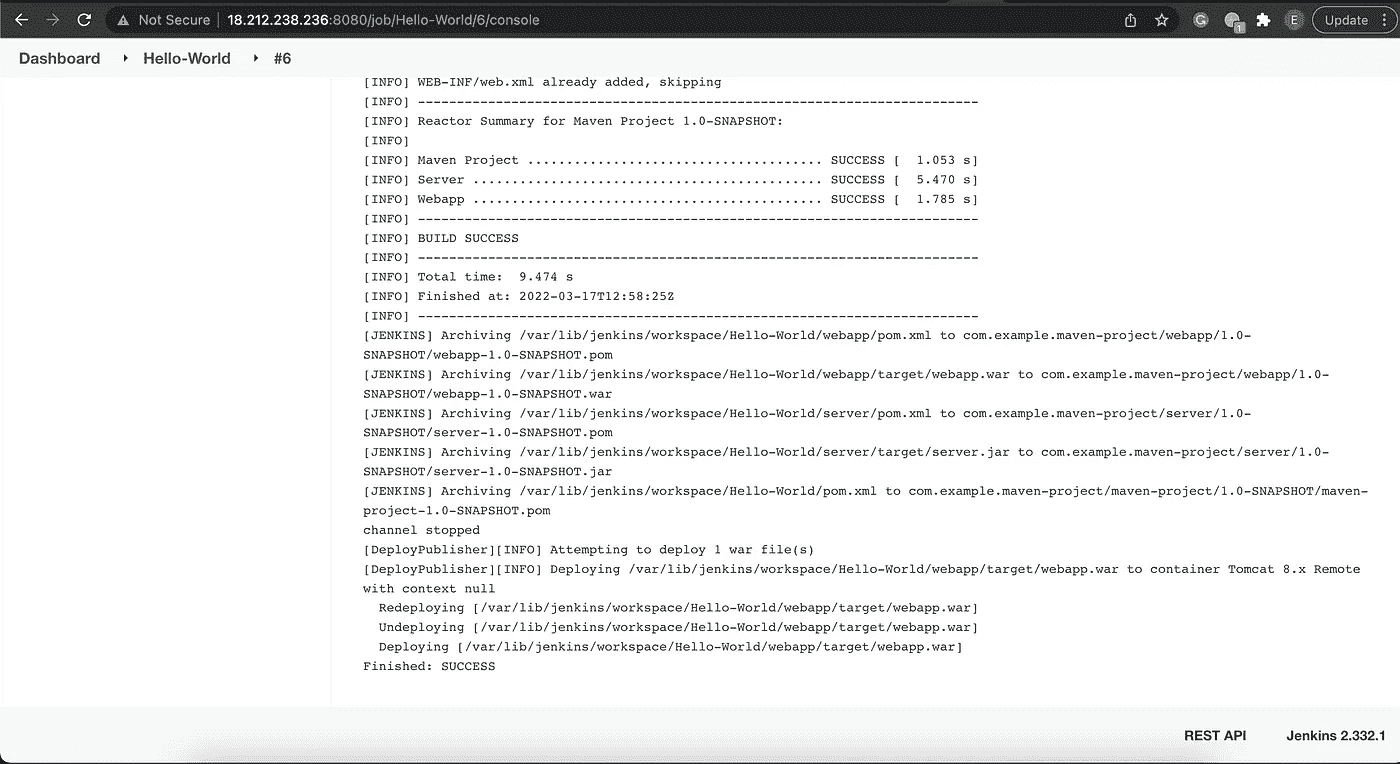 Not Secure | 18.212.238.236:8080/job/Hello-World/6/console
G 1 E Update
Dashboard Hello-World #6
[INFO] WEB-INF/web.xml already added, skipping
[INFO] ------------------------------------------------------------------------
[INFO] Reactor Summary for Maven Project 1.0-SNAPSHOT:
[INFO]
[INFO] Maven Project ...................................... SUCCESS [  1.053 s]
[INFO] Server ............................................. SUCCESS [  5.470 s]
[INFO] Webapp ............................................. SUCCESS [  1.785 s]
[INFO] ------------------------------------------------------------------------
[INFO] BUILD SUCCESS
[INFO] ------------------------------------------------------------------------
[INFO] Total time:  9.474 s
[INFO] Finished at: 2022-03-17T12:58:25Z
[INFO] ------------------------------------------------------------------------
[JENKINS] Archiving /var/lib/jenkins/workspace/Hello-World/webapp/pom.xml to com.example.maven-project/webapp/1.0-
SNAPSHOT/webapp-1.0-SNAPSHOT.pom
[JENKINS] Archiving /var/lib/jenkins/workspace/Hello-World/webapp/target/webapp.war to com.example.maven-project/webapp/1.0-
SNAPSHOT/webapp-1.0-SNAPSHOT.war
[JENKINS] Archiving /var/lib/jenkins/workspace/Hello-World/server/pom.xml to com.example.maven-project/server/1.0-
SNAPSHOT/server-1.0-SNAPSHOT.pom
[JENKINS] Archiving /var/lib/jenkins/workspace/Hello-World/server/target/server.jar to com.example.maven-project/server/1.0-
SNAPSHOT/server-1.0-SNAPSHOT.jar
[JENKINS] Archiving /var/lib/jenkins/workspace/Hello-World/pom.xml to com.example.maven-project/maven-project/1.0-SNAPSHOT/maven-
project-1.0-SNAPSHOT.pom
channel stopped
[DeployPublisher][INFO] Attempting to deploy 1 war file(s)
[DeployPublisher][INFO] Deploying /var/lib/jenkins/workspace/Hello-World/webapp/target/webapp.war to container Tomcat 8.x Remote
with context null
  Redeploying [/var/lib/jenkins/workspace/Hello-World/webapp/target/webapp.war]
  Undeploying [/var/lib/jenkins/workspace/Hello-World/webapp/target/webapp.war]
  Deploying [/var/lib/jenkins/workspace/Hello-World/webapp/target/webapp.war]
Finished: SUCCESS
REST API Jenkins 2.332.1